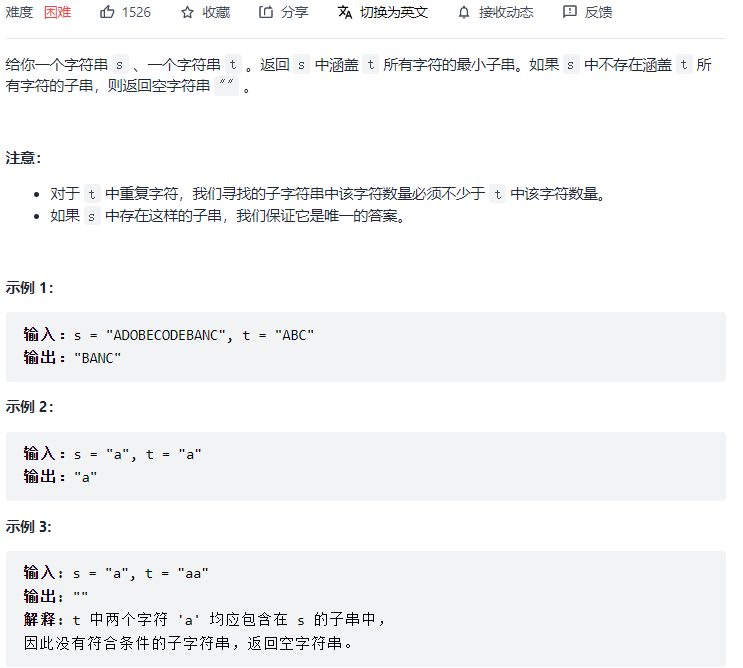 难度 困难 1526 收藏 分享 切换为英文 接收动态 反馈
给你一个字符串 s 、一个字符串 t 。返回 s 中涵盖 t 所有字符的最小子串。如果 s 中不存在涵盖 t 所
有字符的子串，则返回空字符串 "" 。
注意：
• 对于 t 中重复字符，我们寻找的子字符串中该字符数量必须不少于 t 中该字符数量。
• 如果 s 中存在这样的子串，我们保证它是唯一的答案。
示例 1：
输入：s = "ADOBECODEBANC", t = "ABC"
输出："BANC"
示例 2：
输入：s = "a", t = "a"
输出："a"
示例 3:
输入: s = "a", t = "aa"
输出: ""
解释: t 中两个字符 'a' 均应包含在 s 的子串中，
因此没有符合条件的子字符串，返回空字符串。